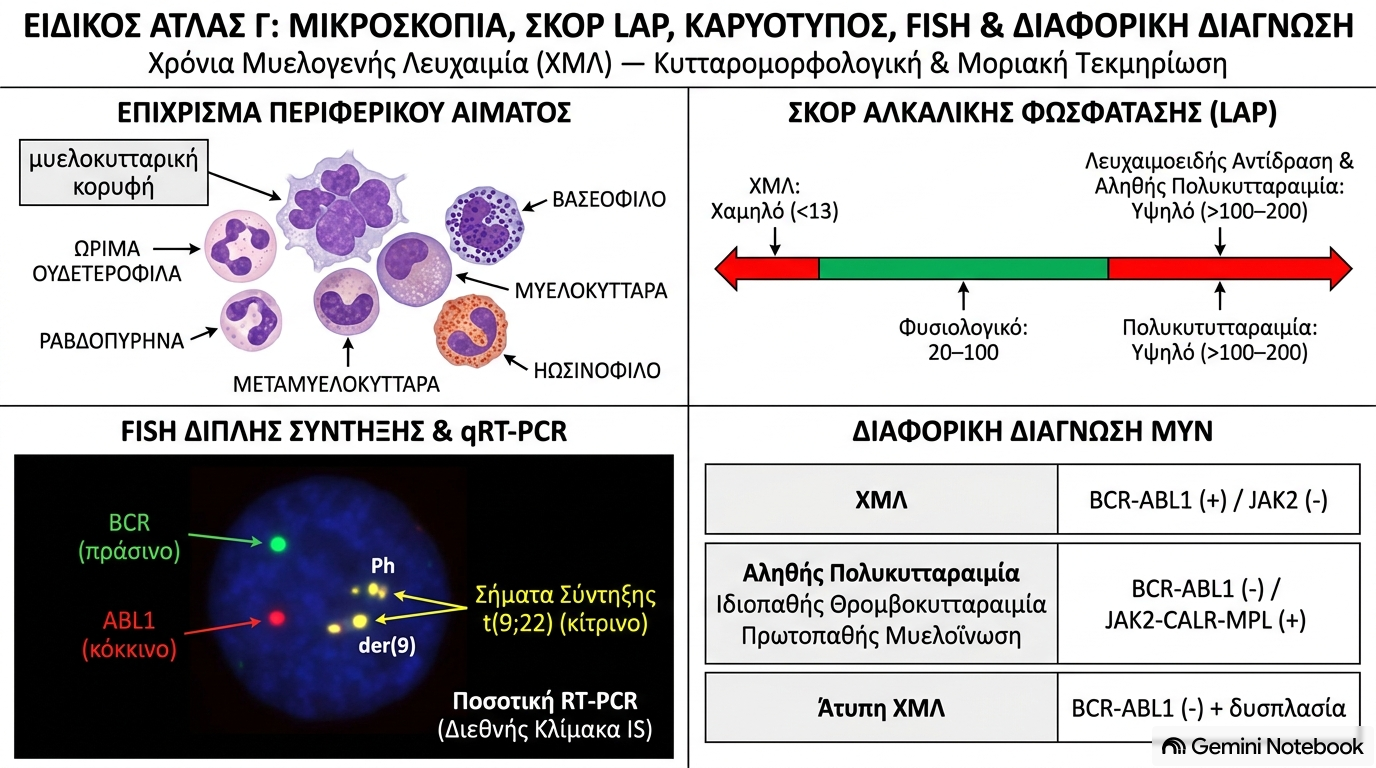 ΕΙΔΙΚΟΣ ΑΤΛΑΣ Γ: ΜΙΚΡΟΣΚΟΠΙΑ, ΣΚΟΡ LAP, ΚΑΡΥΟΤΥΠΟΣ, FISH & ΔΙΑΦΟΡΙΚΗ ΔΙΑΓΝΩΣΗ
Χρόνια Μυελογενής Λευχαιμία (ΧΜΛ) — Κυτταρομορφολογική & Μοριακή Τεκμηρίωση
ΕΠΙΧΡΙΣΜΑ ΠΕΡΙΦΕΡΙΚΟΥ ΑΙΜΑΤΟΣ
μυελοκυτταρική
κορυφή
ΒΑΣΕΟΦΙΛΟ
ΩΡΙΜΑ
ΟΥΔΕΤΕΡΟΦΙΛΑ
ΜΥΕΛΟΚΥΤΤΑΡΑ
ΡΑΒΔΟΠΥΡΗΝΑ
ΗΩΣΙΝΟΦΙΛΟ
ΜΕΤΑΜΥΕΛΟΚΥΤΤΑΡΑ
ΣΚΟΡ ΑΛΚΑΛΙΚΗΣ ΦΩΣΦΑΤΑΣΗΣ (LAP)
ΧΜΛ:
Χαμηλό (<13)
Λευχαιμοειδής Αντίδραση &
Αληθής Πολυκυτταραιμία:
Υψηλό (>100–200)
Φυσιολογικό:
20–100
Πολυκυτυτταραιμία:
Υψηλό (>100–200)
FISH ΔΙΠΛΗΣ ΣΥΝΤΗΞΗΣ & qRT-PCR
BCR
(πράσινο)
Ph
ABL1
(κόκκινο)
Σήματα Σύντηξης
t(9;22) (κίτρινο)
der(9)
Ποσοτική RT-PCR
(Διεθνής Κλίμακα IS)
ΔΙΑΦΟΡΙΚΗ ΔΙΑΓΝΩΣΗ ΜΥΝ
ΧΜΛ
BCR-ABL1 (+) / JAK2 (-)
Αληθής Πολυκυτταραιμία
Ιδιοπαθής Θρομβοκυτταραιμία
Πρωτοπαθής Μυελοΐνωση
BCR-ABL1 (-) /
JAK2-CALR-MPL (+)
Άτυπη ΧΜΛ
BCR-ABL1 (-) + δυσπλασία
Gemini Notebook